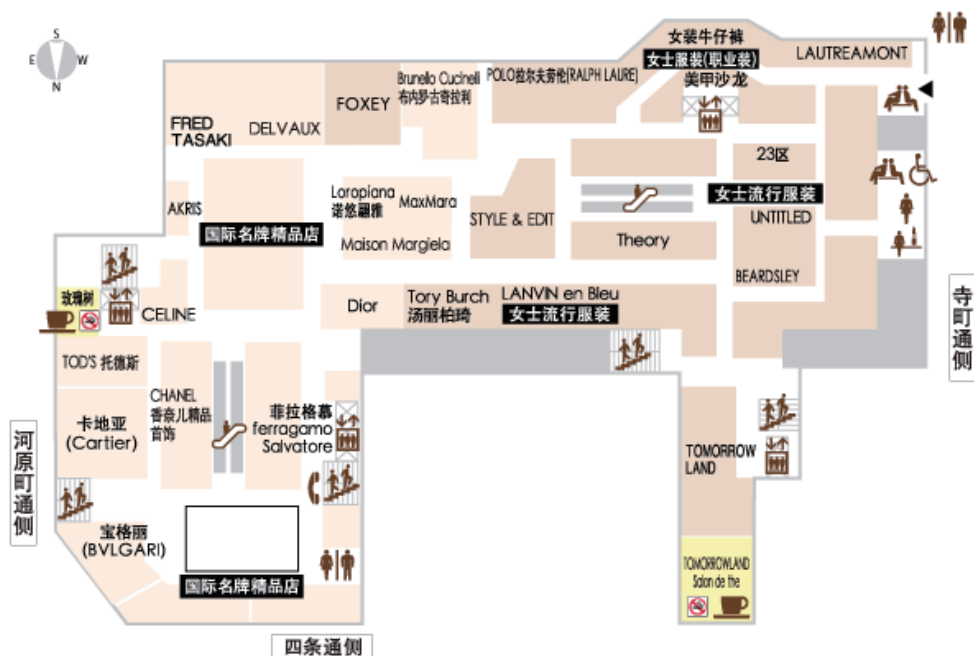 S
E
W
N
女装牛仔裤
女士服装(职业装)
美甲沙龙
LAUTREAMONT
POLO拉尔夫劳伦(RALPH LAURE)
Brunello Cucinelli
布内罗古奇拉利
FOXEY
FRED
TASAKI
DELVAUX
23区
女士流行服装
UNTITLED
BEARDSLEY
AKRIS
国际名牌精品店
Loropiana
诺悠翩雅
MaxMara
Maison Margiela
STYLE & EDIT
Theory
玫瑰树
CELINE
Dior
Tory Burch
汤丽柏琦
LANVIN en Bleu
女士流行服装
寺町通侧
TOD'S 托德斯
卡地亚
(Cartier)
CHANEL
香奈儿精品
首饰
菲拉格慕
ferragamo
Salvatore
TOMORROW
LAND
河原町通侧
宝格丽
(BVLGARI)
国际名牌精品店
TOMORROWLAND
Salon de the
四条通侧